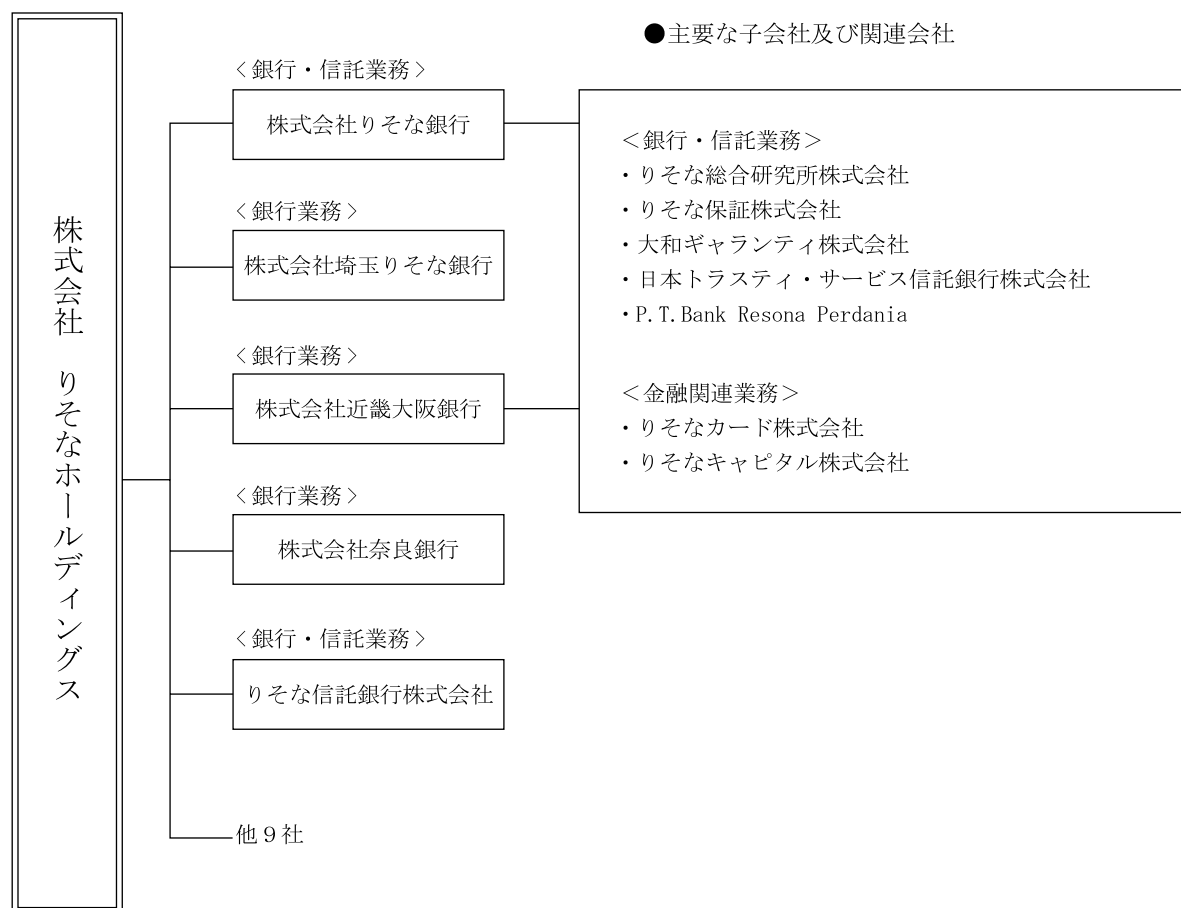 ●主要な子会社及び関連会社
株式会社 りそなホールディングス
＜銀行・信託業務＞
株式会社りそな銀行
＜銀行業務＞
株式会社埼玉りそな銀行
＜銀行業務＞
株式会社近畿大阪銀行
＜銀行業務＞
株式会社奈良銀行
＜銀行・信託業務＞
りそな信託銀行株式会社
他９社
＜銀行・信託業務＞
・りそな総合研究所株式会社
・りそな保証株式会社
・大和ギャランティ株式会社
・日本トラスティ・サービス信託銀行株式会社
・P.T.Bank Resona Perdania
＜金融関連業務＞
・りそなカード株式会社
・りそなキャピタル株式会社